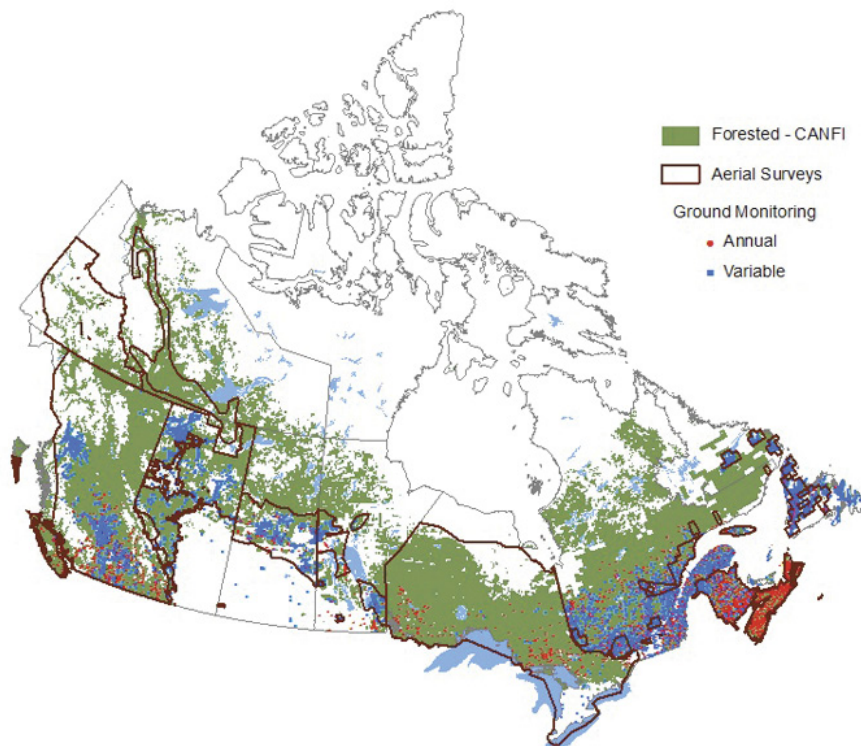 Forested - CANFI
Aerial Surveys
Ground Monitoring
Annual
Variable